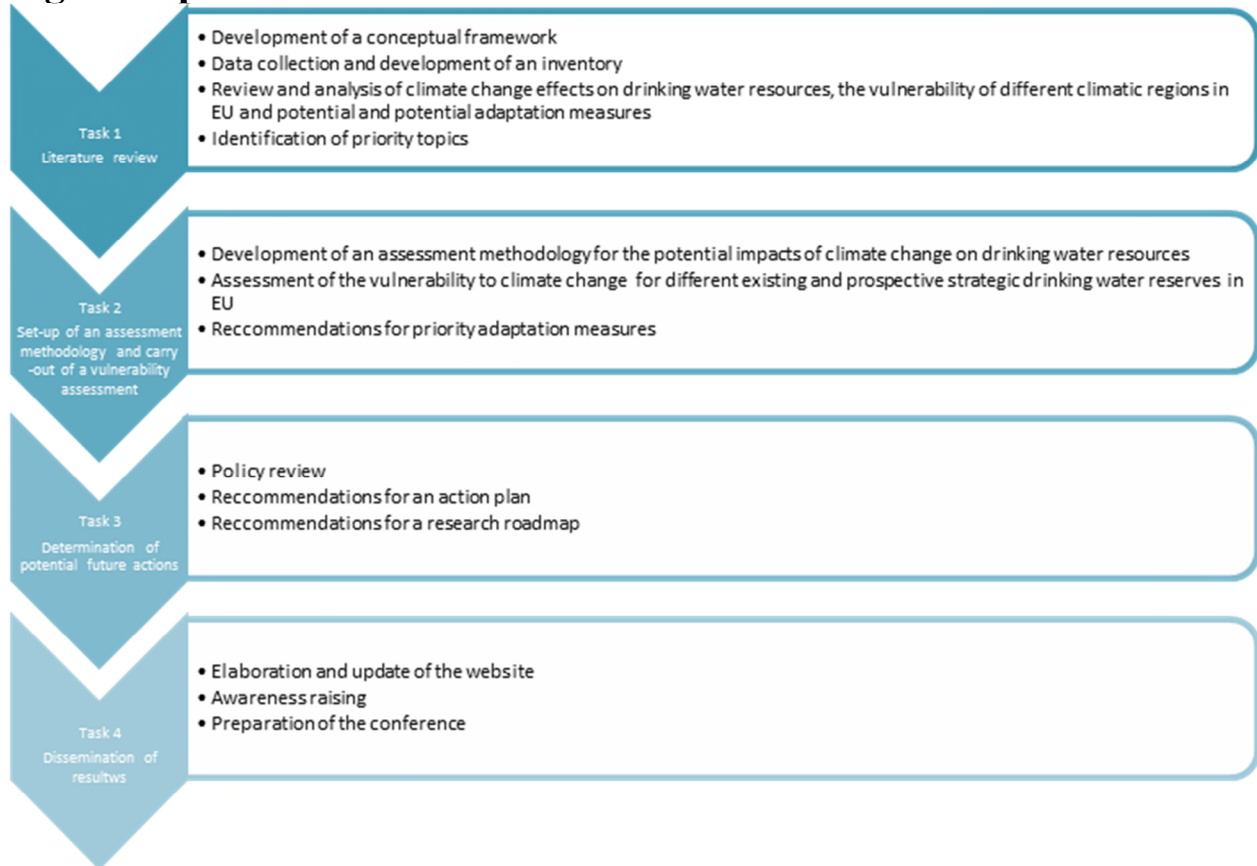 Task 1
Literature review
• Development of a conceptual framework
• Data collection and development of an inventory
• Review and analysis of climate change effects on drinking water resources, the vulnerability of different climatic regions in
EU and potential and potential adaptation measures
• Identification of priority topics
Task 2
Set-up of an assessment
methodology and carry
-out of a vulnerability
assessment
• Development of an assessment methodology for the potential impacts of climate change on drinking water resources
• Assessment of the vulnerability to climate change for different existing and prospective strategic drinking water reserves in
EU
• Reccommendations for priority adaptation measures
Task 3
Determination of
potential future actions
• Policy review
• Reccommendations for an action plan
• Reccommendations for a research roadmap
Task 4
Dissemination of
resultws
• Elaboration and update of the website
• Awareness raising
• Preparation of the conference